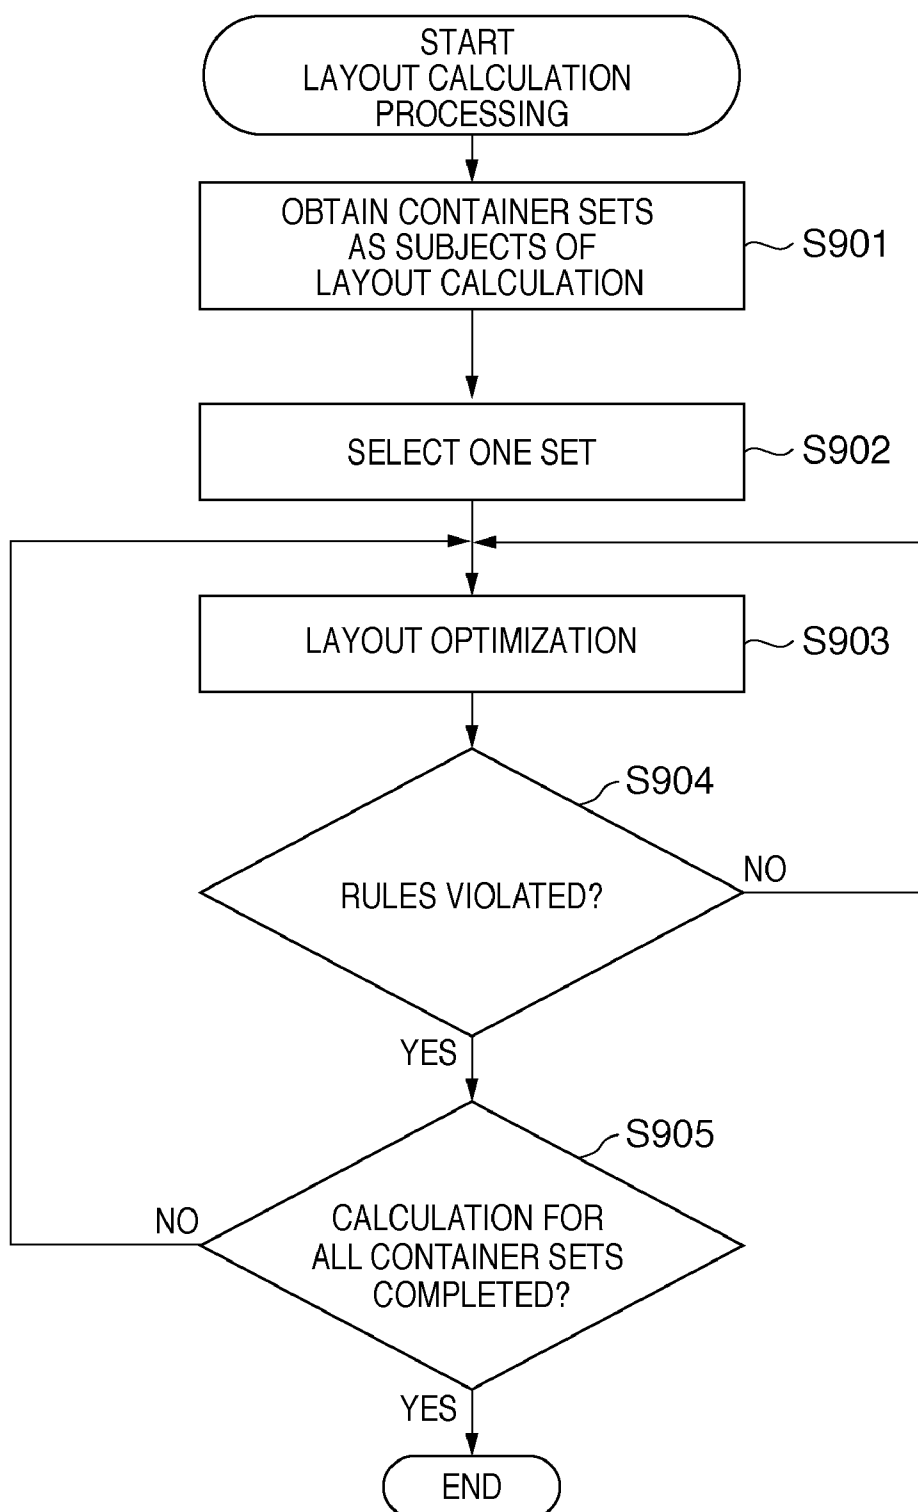 START
LAYOUT CALCULATION
PROCESSING
OBTAIN CONTAINER SETS
AS SUBJECTS OF
LAYOUT CALCULATION
S901
SELECT ONE SET
S902
LAYOUT OPTIMIZATION
S903
S904
RULES VIOLATED?
NO
YES
S905
CALCULATION FOR
ALL CONTAINER SETS
COMPLETED?
NO
YES
END